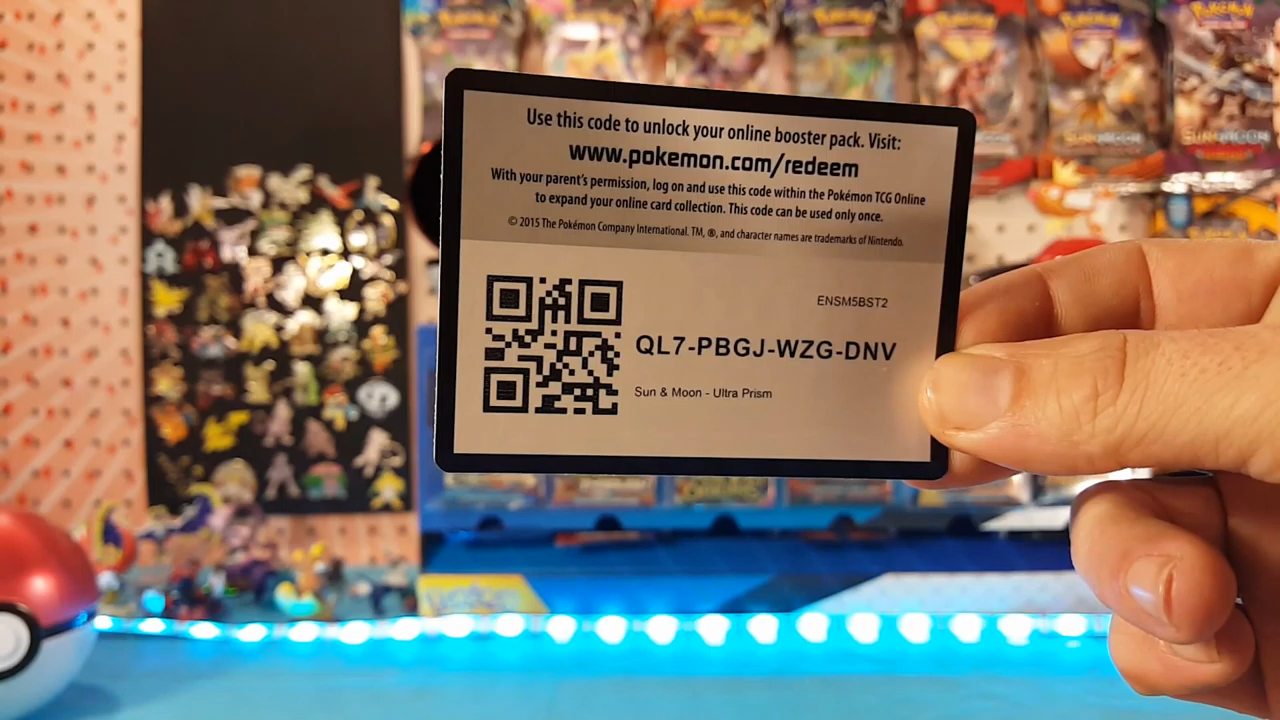 Use this code to unlock your online booster pack. Visit:
www.pokemon.com/redeem
With your parent's permission, log on and use this code within the Pokémon TCG Online
to expand your online card collection. This code can be used only once.
© 2015 The Pokémon Company International. TM, ®, and character names are trademarks of Nintendo.
ENSM5BST2
QL7-PBGJ-WZG-DNV
Sun & Moon - Ultra Prism